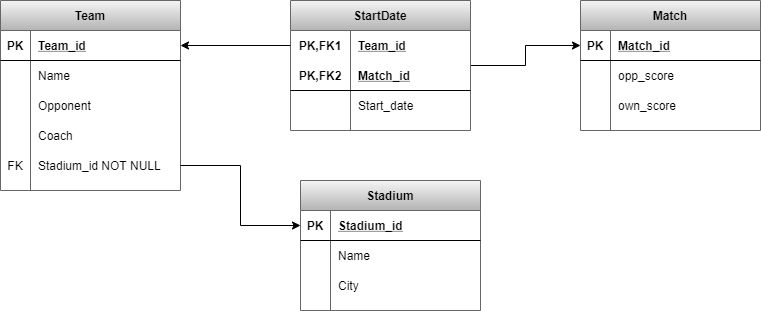 Team
PK Team_id
Name
Opponent
Coach
FK Stadium_id NOT NULL
StartDate
PK,FK1 Team_id
PK,FK2 Match_id
Start_date
Match
PK Match_id
opp_score
own_score
Stadium
PK Stadium_id
Name
City